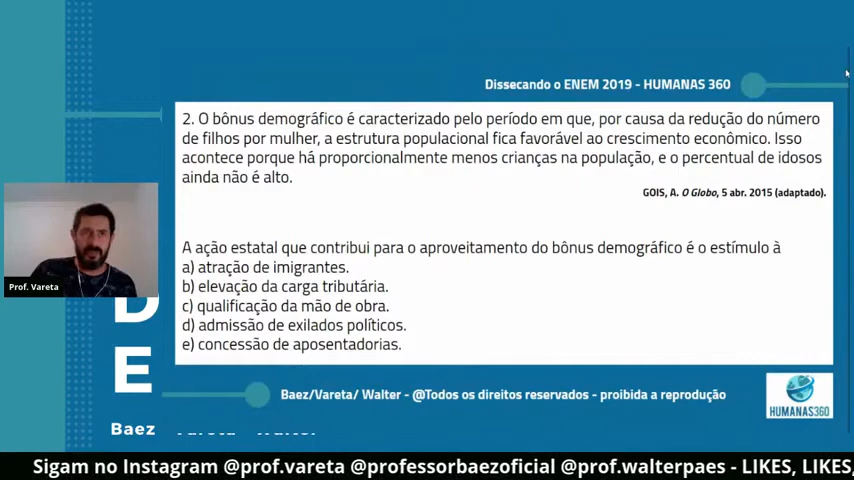 Dissecando o ENEM 2019 - HUMANAS 360
2. O bônus demográfico é caracterizado pelo período em que, por causa da redução do número
de filhos por mulher, a estrutura populacional fica favorável ao crescimento econômico. Isso
acontece porque há proporcionalmente menos crianças na população, e o percentual de idosos
ainda não é alto.
GOIS, A. O Globo, 5 abr. 2015 (adaptado).
A ação estatal que contribui para o aproveitamento do bônus demográfico é o estímulo à
a) atração de imigrantes.
b) elevação da carga tributária.
c) qualificação da mão de obra.
d) admissão de exilados políticos.
e) concessão de aposentadorias.
Prof. Vareta
D
E
Baez/Vareta/ Walter - @Todos os direitos reservados - proibida a reprodução
HUMANAS360
Baez
Sigam no Instagram @prof.vareta @professorbaezoficial @prof.walterpaes - LIKES, LIKES,